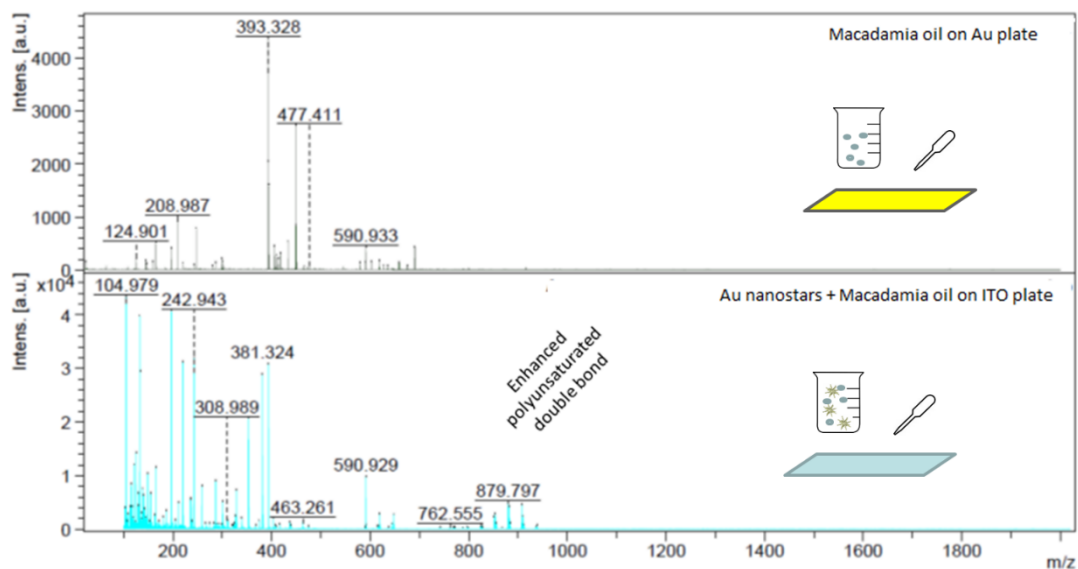 Intens. [a.u.]
Macadamia oil on Au plate
393.328
4000
3000
477.411
2000
208.987
1000
124.901
590.933
0
Intens. [a.u.]
x10^4
Au nanostars + Macadamia oil on ITO plate
104.979
242.943
4
Enhanced
polyunsaturated
double bond
381.324
3
308.989
2
590.929
1
879.797
463.261
762.555
0
200 400 600 800 1000 1200 1400 1600 1800
m/z